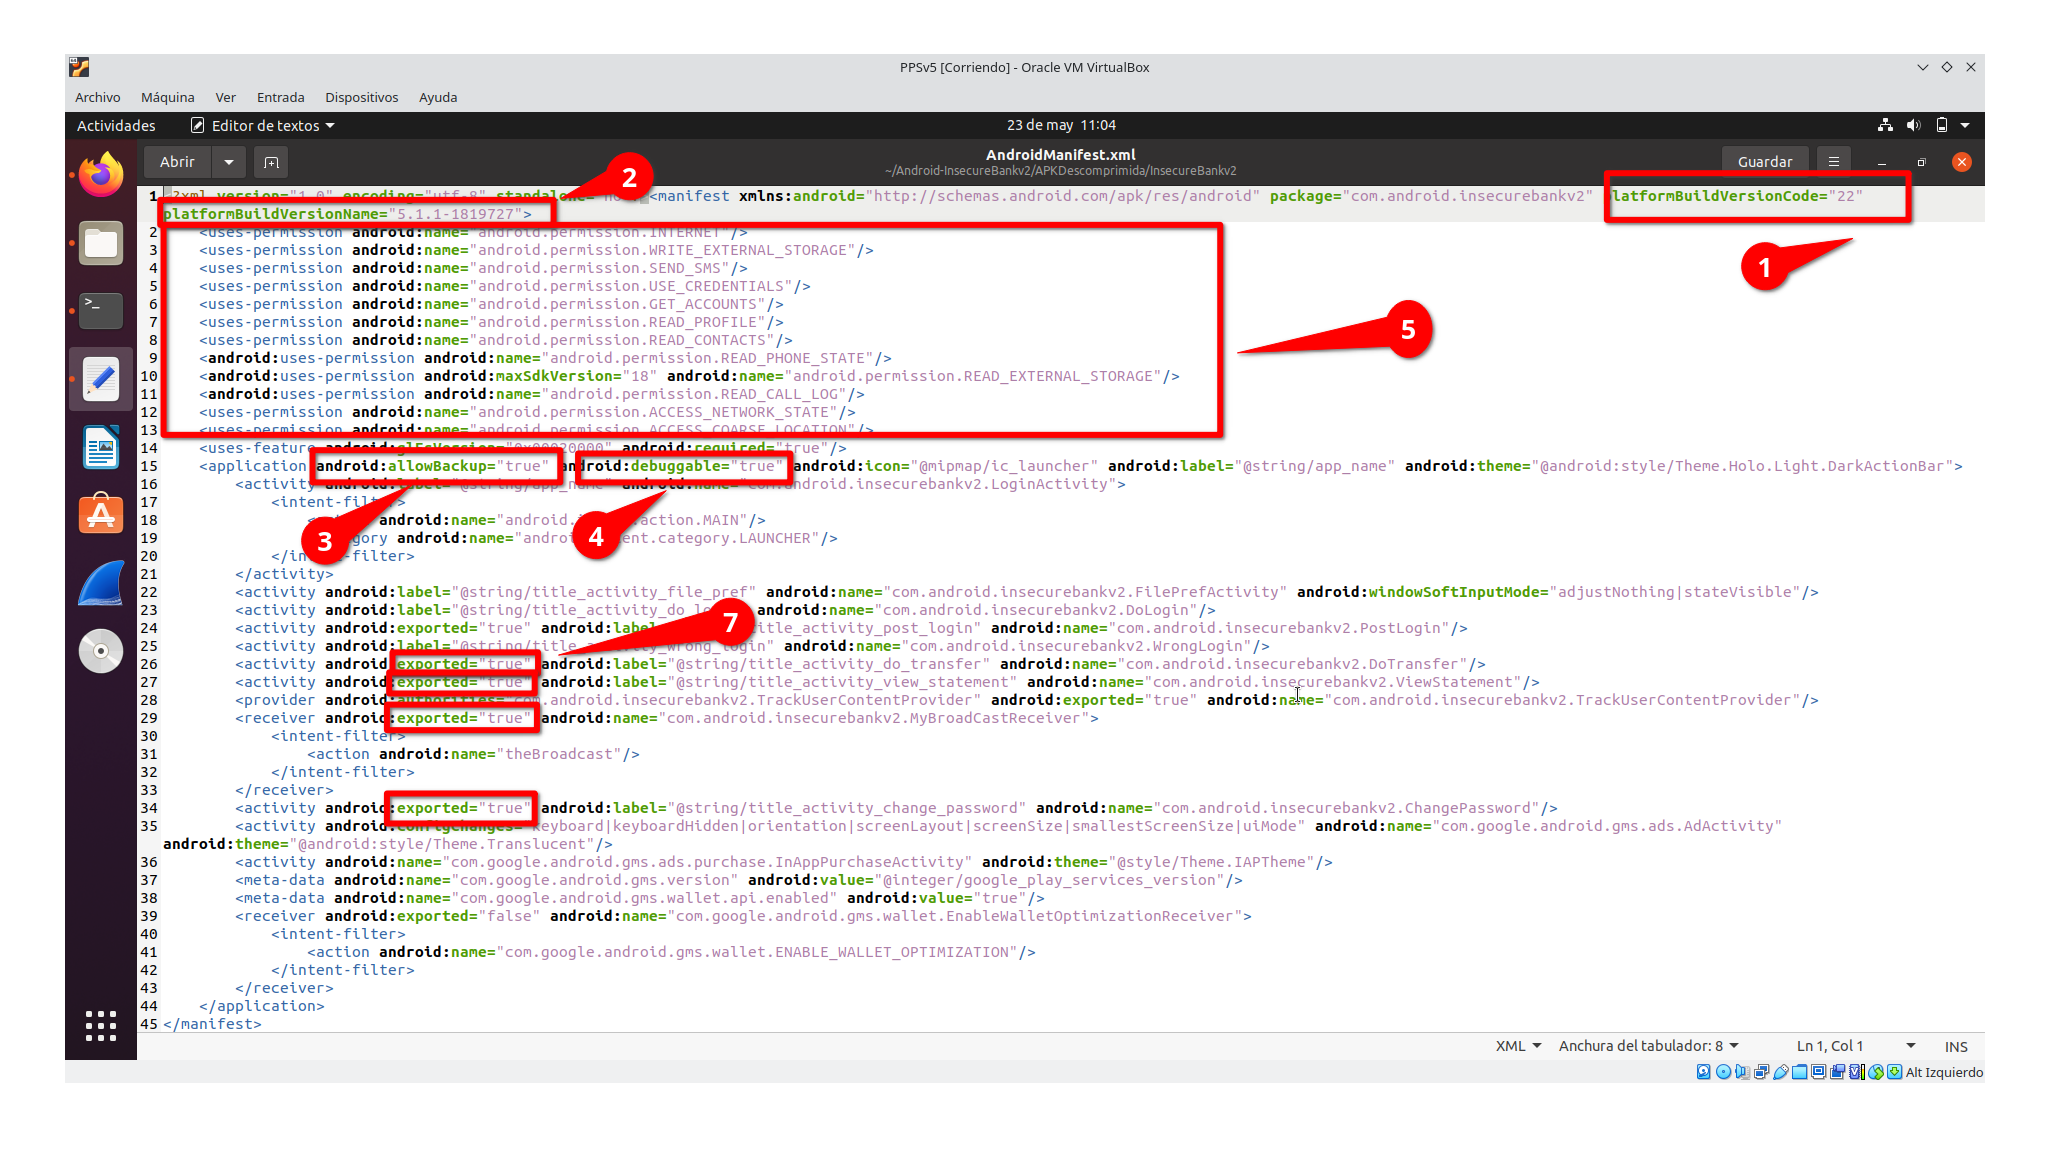 PPSv5 [Corriendo] - Oracle VM VirtualBox
Archivo Máquina Ver Entrada Dispositivos Ayuda
Actividades Editor de textos 23 de may 11:04
Abrir AndroidManifest.xml Guardar
~/Android-InsecureBankv2/APKDescomprimida/InsecureBankv2
1 <?xml version="1.0" encoding="utf-8" standalone="no"?><manifest xmlns:android="http://schemas.android.com/apk/res/android" package="com.android.insecurebankv2" platformBuildVersionCode="22"
platformBuildVersionName="5.1.1-1819727">
2 <uses-permission android:name="android.permission.INTERNET"/>
3 <uses-permission android:name="android.permission.WRITE_EXTERNAL_STORAGE"/>
4 <uses-permission android:name="android.permission.SEND_SMS"/>
5 <uses-permission android:name="android.permission.USE_CREDENTIALS"/>
6 <uses-permission android:name="android.permission.GET_ACCOUNTS"/>
7 <uses-permission android:name="android.permission.READ_PROFILE"/>
8 <uses-permission android:name="android.permission.READ_CONTACTS"/>
9 <android:uses-permission android:name="android.permission.READ_PHONE_STATE"/>
10 <android:uses-permission android:maxSdkVersion="18" android:name="android.permission.READ_EXTERNAL_STORAGE"/>
11 <android:uses-permission android:name="android.permission.READ_CALL_LOG"/>
12 <uses-permission android:name="android.permission.ACCESS_NETWORK_STATE"/>
13 <uses-permission android:name="android.permission.ACCESS_COARSE_LOCATION"/>
14 <uses-feature android:glEsVersion="0x00020000" android:required="true"/>
15 <application android:allowBackup="true" android:debuggable="true" android:icon="@mipmap/ic_launcher" android:label="@string/app_name" android:theme="@android:style/Theme.Holo.Light.DarkActionBar">
16 <activity android:label="@string/app_name" android:name="com.android.insecurebankv2.LoginActivity">
17 <intent-filter>
18 android:name="android. action.MAIN"/>
19 gory android:name="andro ent.category.LAUNCHER"/>
20 </intent-filter>
21 </activity>
22 <activity android:label="@string/title_activity_file_pref" android:name="com.android.insecurebankv2.FilePrefActivity" android:windowSoftInputMode="adjustNothing|stateVisible"/>
23 <activity android:label="@string/title_activity_do_lo android:name="com.android.insecurebankv2.DoLogin"/>
24 <activity android:exported="true" android:label= title_activity_post_login" android:name="com.android.insecurebankv2.PostLogin"/>
25 <activity android:label="@string/title_activity_wrong_login" android:name="com.android.insecurebankv2.WrongLogin"/>
26 <activity android:exported="true" android:label="@string/title_activity_do_transfer" android:name="com.android.insecurebankv2.DoTransfer"/>
27 <activity android:exported="true" android:label="@string/title_activity_view_statement" android:name="com.android.insecurebankv2.ViewStatement"/>
28 <provider android:authorities="com.android.insecurebankv2.TrackUserContentProvider" android:exported="true" android:name="com.android.insecurebankv2.TrackUserContentProvider"/>
29 <receiver android:exported="true" android:name="com.android.insecurebankv2.MyBroadCastReceiver">
30 <intent-filter>
31 <action android:name="theBroadcast"/>
32 </intent-filter>
33 </receiver>
34 <activity android:exported="true" android:label="@string/title_activity_change_password" android:name="com.android.insecurebankv2.ChangePassword"/>
35 <activity android:configChanges="keyboard|keyboardHidden|orientation|screenLayout|screenSize|smallestScreenSize|uiMode" android:name="com.google.android.gms.ads.AdActivity"
android:theme="@android:style/Theme.Translucent"/>
36 <activity android:name="com.google.android.gms.ads.purchase.InAppPurchaseActivity" android:theme="@style/Theme.IAPTheme"/>
37 <meta-data android:name="com.google.android.gms.version" android:value="@integer/google_play_services_version"/>
38 <meta-data android:name="com.google.android.gms.wallet.api.enabled" android:value="true"/>
39 <receiver android:exported="false" android:name="com.google.android.gms.wallet.EnableWalletOptimizationReceiver">
40 <intent-filter>
41 <action android:name="com.google.android.gms.wallet.ENABLE_WALLET_OPTIMIZATION"/>
42 </intent-filter>
43 </receiver>
44 </application>
45 </manifest>
2
1
5
3
4
7
XML Anchura del tabulador: 8 Ln 1, Col 1 INS
Alt Izquierdo